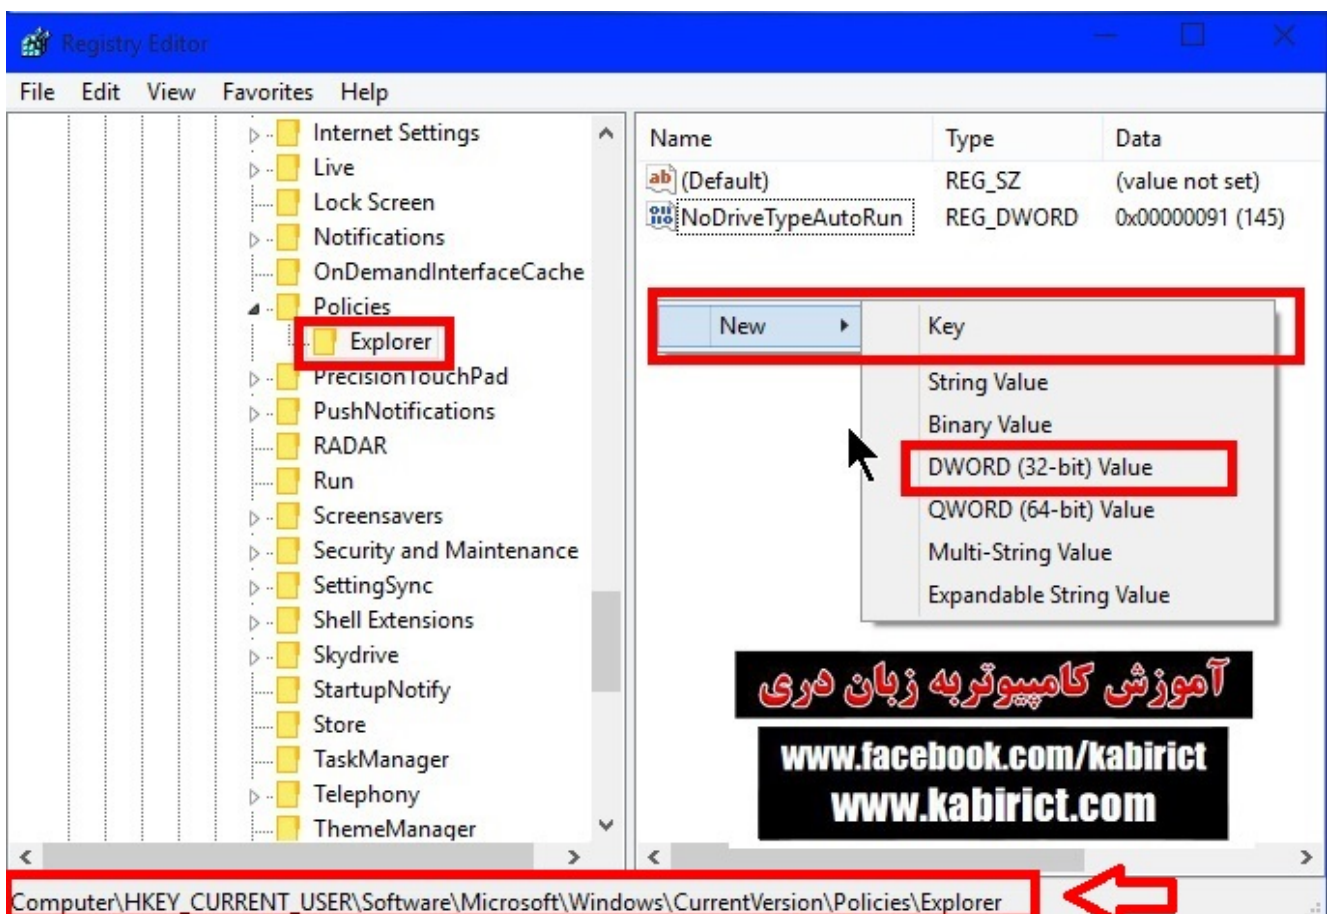 Registry Editor
File Edit View Favorites Help
Internet Settings
Live
Lock Screen
Notifications
OnDemandInterfaceCache
Policies
Explorer
PrecisionTouchPad
PushNotifications
RADAR
Run
Screensavers
Security and Maintenance
SettingSync
Shell Extensions
Skydrive
StartupNotify
Store
TaskManager
Telephony
ThemeManager
Name Type Data
(Default) REG_SZ (value not set)
NoDriveTypeAutoRun REG_DWORD 0x00000091 (145)
New
Key
String Value
Binary Value
DWORD (32-bit) Value
QWORD (64-bit) Value
Multi-String Value
Expandable String Value
آموزش کامپیوتربه زبان دری
www.facebook.com/kabirict
www.kabirict.com
Computer\HKEY_CURRENT_USER\Software\Microsoft\Windows\CurrentVersion\Policies\Explorer